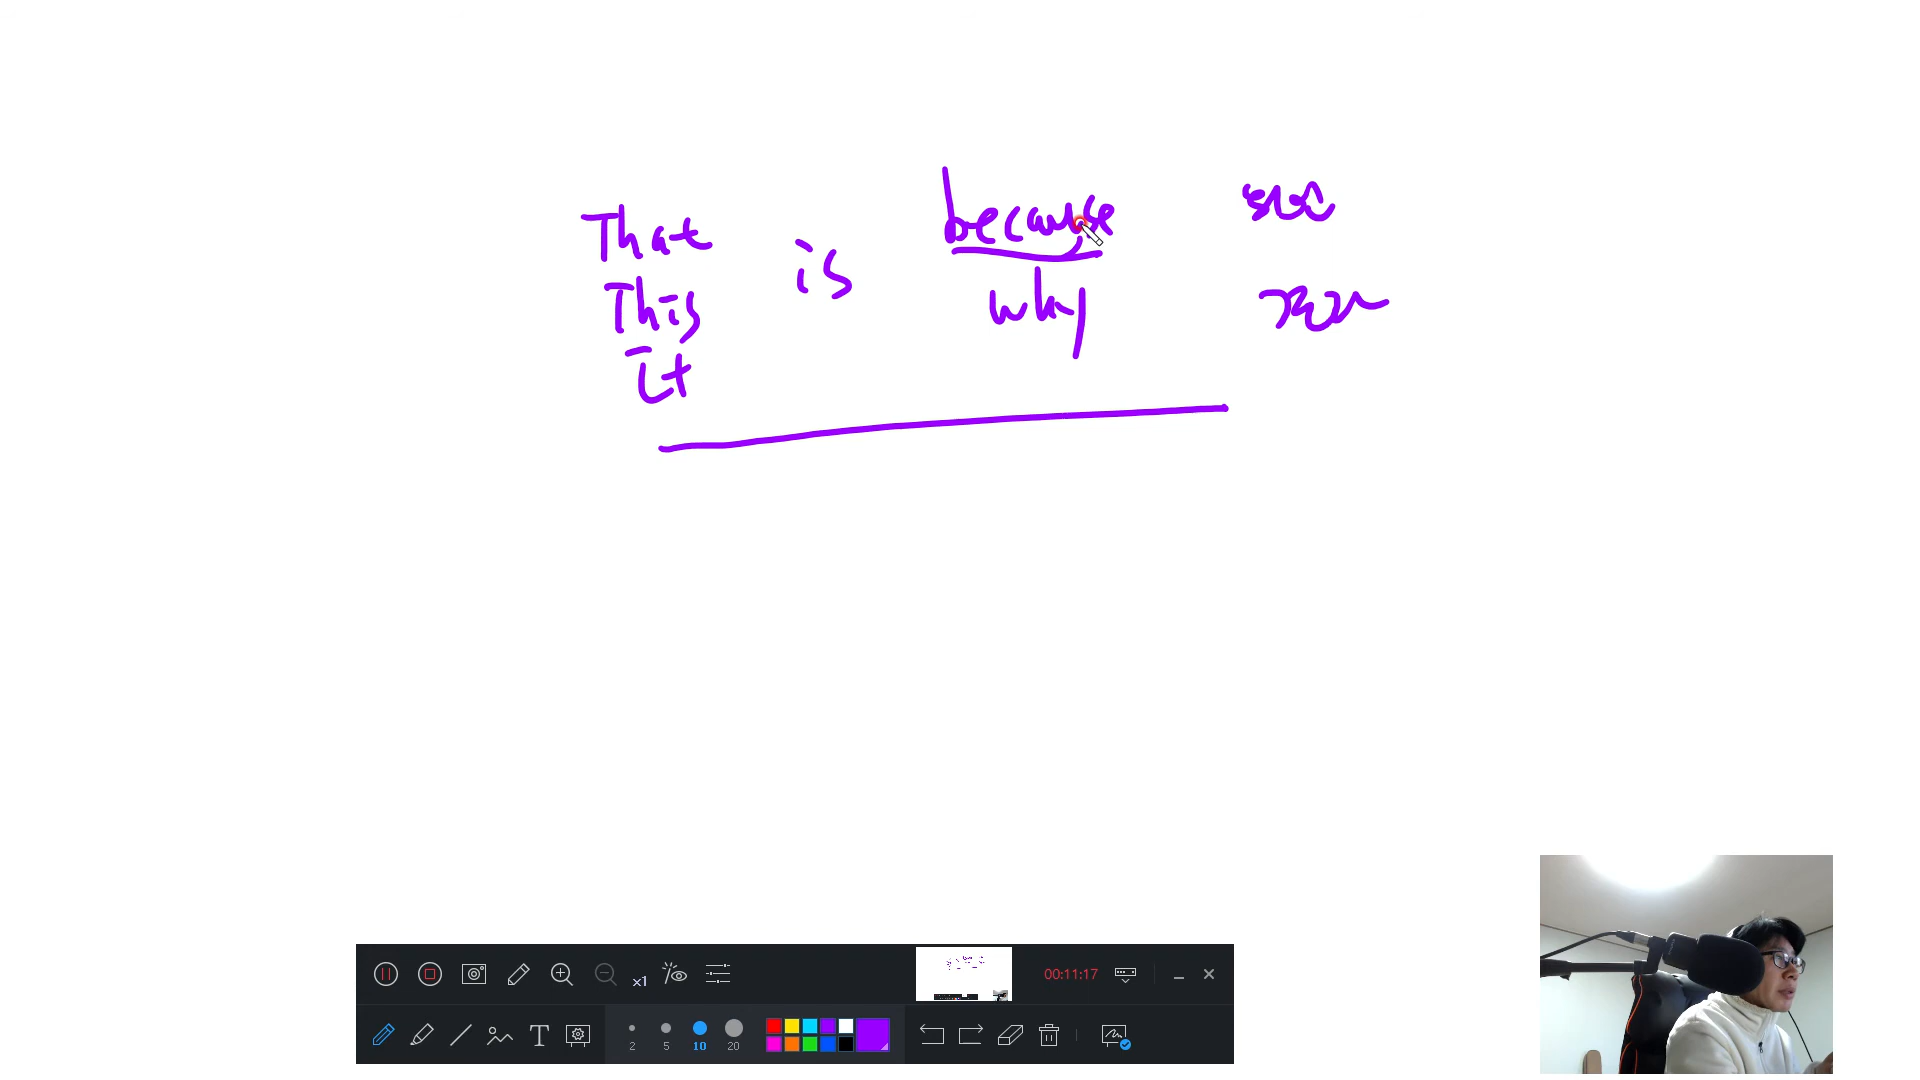 That is because
This why
It
x1
00:11:17
T
2 5 10 20